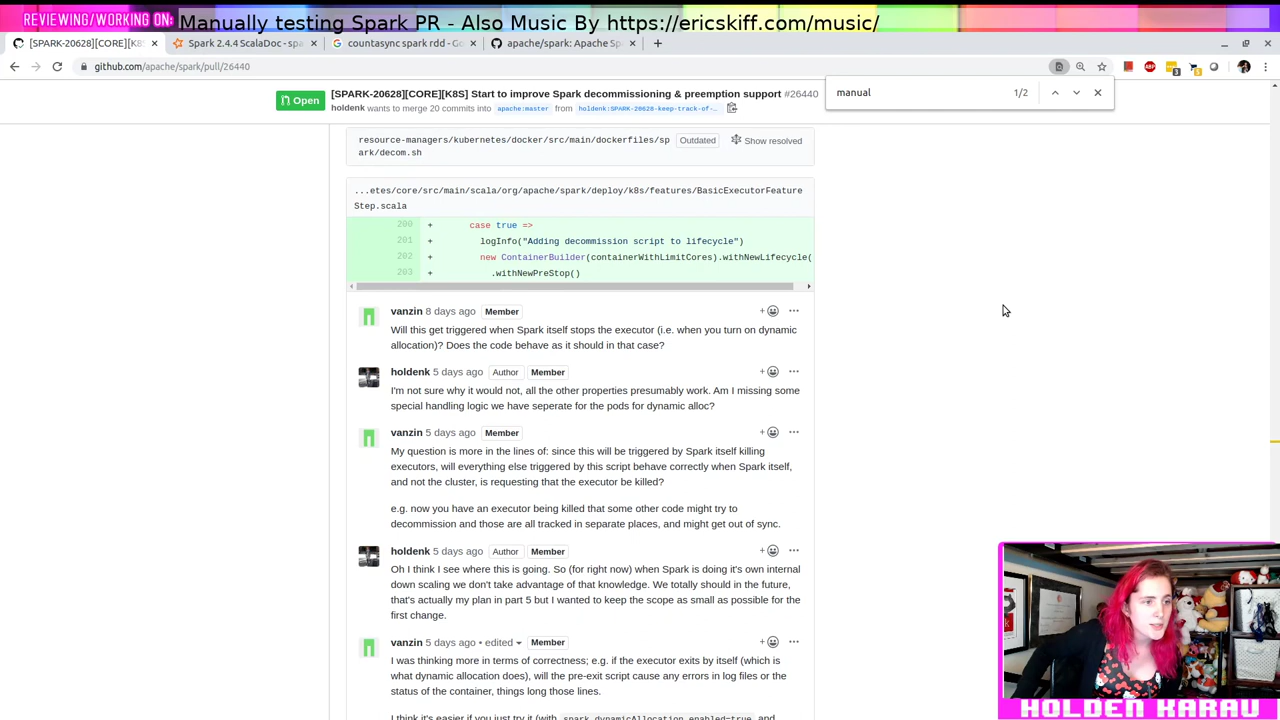 REVIEWING/WORKING ON:
Manually testing Spark PR - Also Music By https://ericskiff.com/music/
[SPARK-20628][CORE][K8S
Spark 2.4.4 ScalaDoc - spa
countasync spark rdd - Go
apache/spark: Apache Sp
github.com/apache/spark/pull/26440
manual
1/2
Open
[SPARK-20628][CORE][K8S] Start to improve Spark decommissioning & preemption support #26440
holdenk wants to merge 20 commits into apache:master from holdenk:SPARK-20628-keep-track-of-…
resource-managers/kubernetes/docker/src/main/dockerfiles/sp
ark/decom.sh
Outdated
Show resolved
...etes/core/src/main/scala/org/apache/spark/deploy/k8s/features/BasicExecutorFeature
Step.scala
200 + case true =>
201 + logInfo("Adding decommission script to lifecycle")
202 + new ContainerBuilder(containerWithLimitCores).withNewLifecycle(
203 + .withNewPreStop()
vanzin 8 days ago Member
Will this get triggered when Spark itself stops the executor (i.e. when you turn on dynamic
allocation)? Does the code behave as it should in that case?
holdenk 5 days ago Author Member
I'm not sure why it would not, all the other properties presumably work. Am I missing some
special handling logic we have seperate for the pods for dynamic alloc?
vanzin 5 days ago Member
My question is more in the lines of: since this will be triggered by Spark itself killing
executors, will everything else triggered by this script behave correctly when Spark itself,
and not the cluster, is requesting that the executor be killed?
e.g. now you have an executor being killed that some other code might try to
decommission and those are all tracked in separate places, and might get out of sync.
holdenk 5 days ago Author Member
Oh I think I see where this is going. So (for right now) when Spark is doing it's own internal
down scaling we don't take advantage of that knowledge. We totally should in the future,
that's actually my plan in part 5 but I wanted to keep the scope as small as possible for the
first change.
vanzin 5 days ago • edited Member
I was thinking more in terms of correctness; e.g. if the executor exits by itself (which is
what dynamic allocation does), will the pre-exit script cause any errors in log files or the
status of the container, things long those lines.
I think it's easier if you just try it (with spark.dynamicAllocation.enabled=true and
HOLDEN KARAU